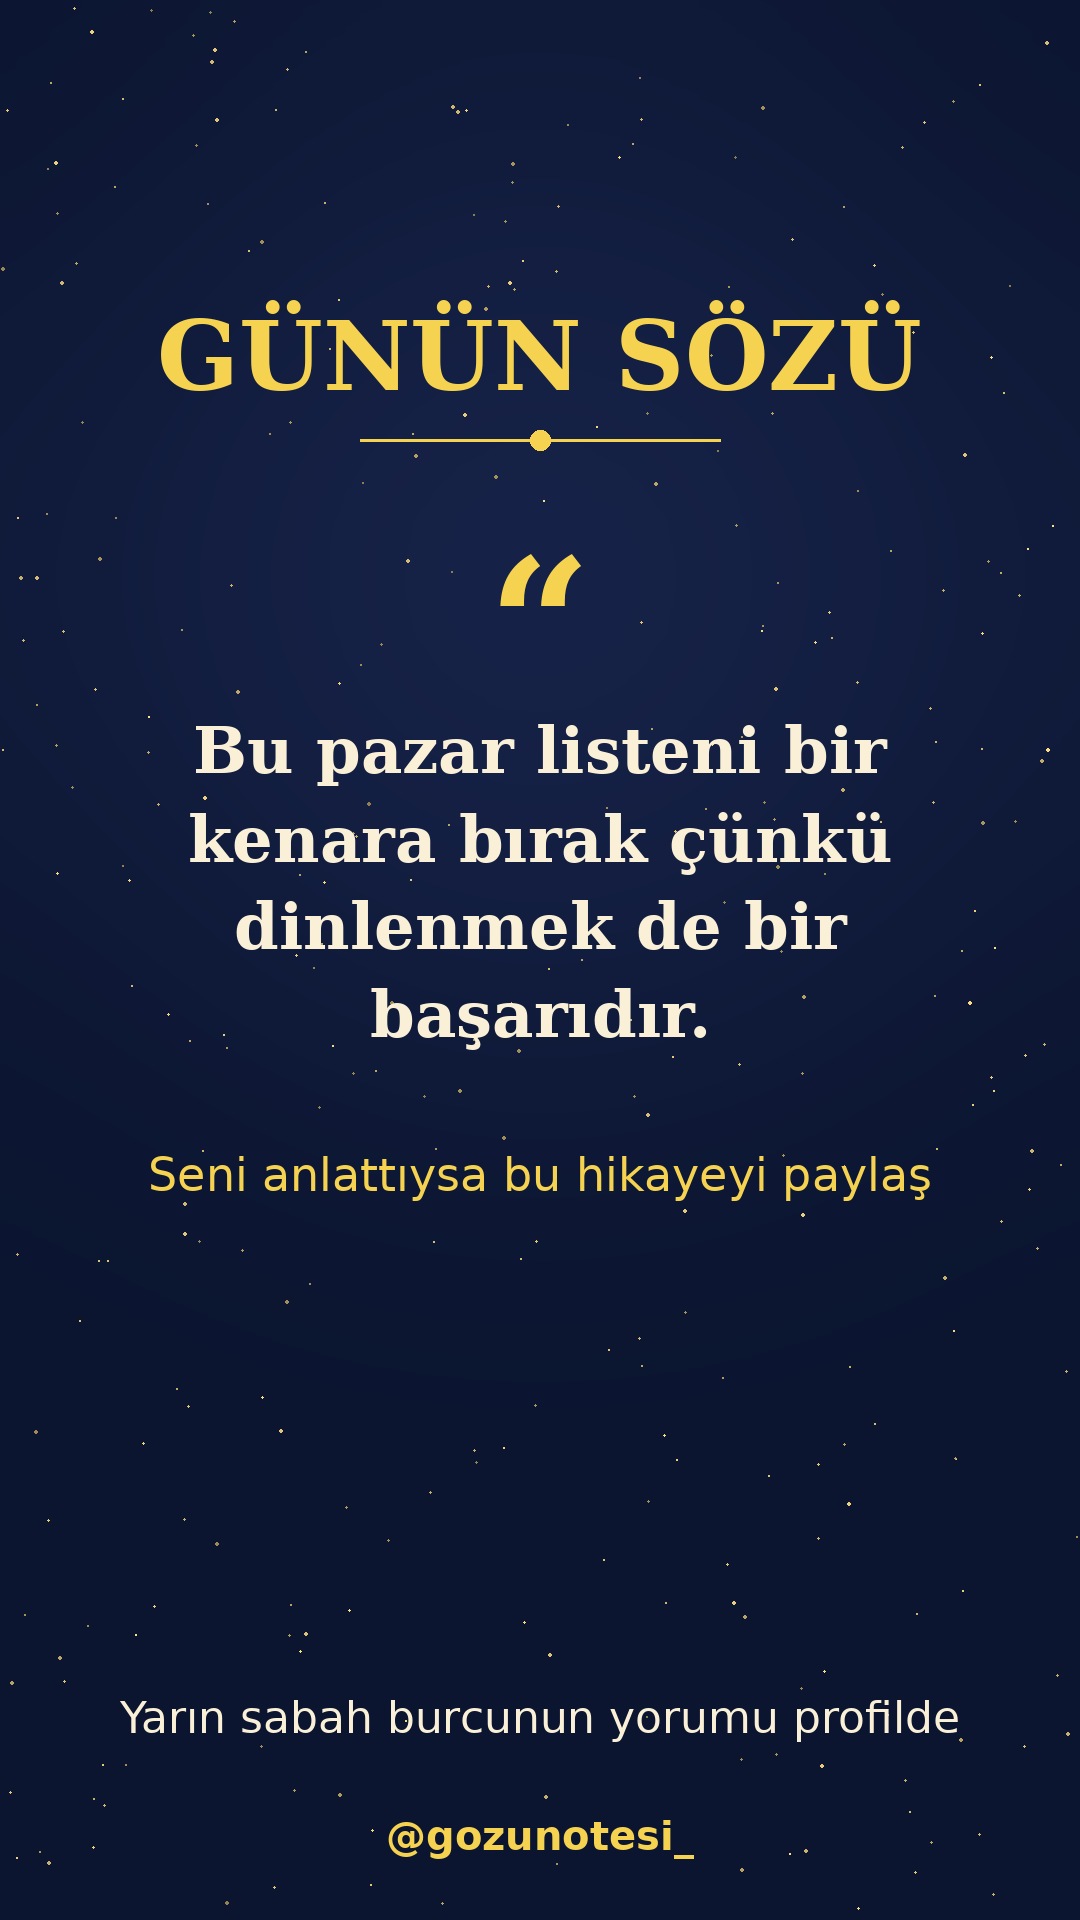 GÜNÜN SÖZÜ
“
Bu pazar listeni bir
kenara bırak çünkü
dinlenmek de bir
başarıdır.
Seni anlattıysa bu hikayeyi paylaş
Yarın sabah burcunun yorumu profilde
@gozunotesi_